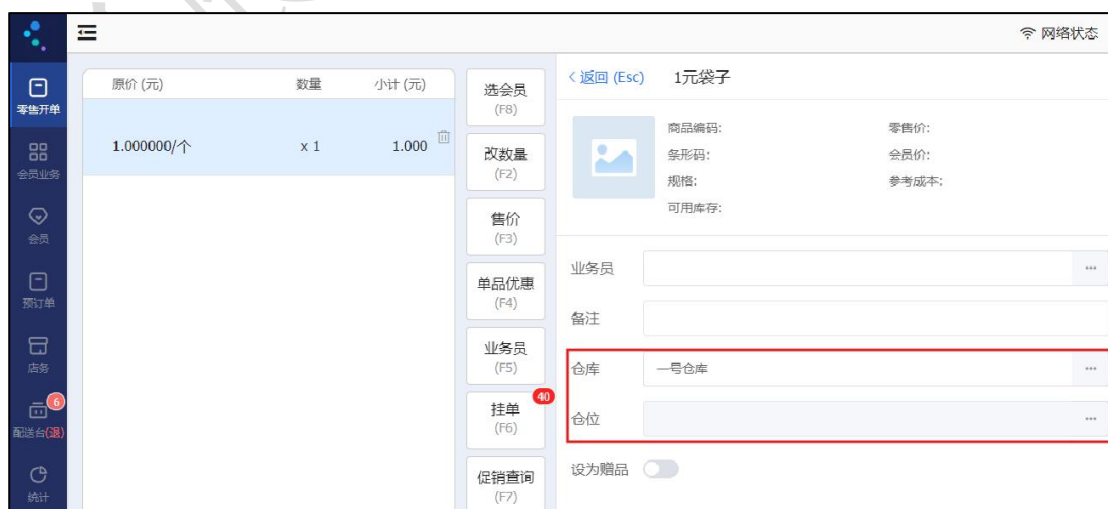 网络状态
零售开单
会员业务
会员
预订单
店务
6
配送台(退)
统计
原价 (元) 数量 小计 (元)
1.000000/个 x 1 1.000
选会员
(F8)
改数量
(F2)
售价
(F3)
单品优惠
(F4)
业务员
(F5)
40
挂单
(F6)
促销查询
(F7)
<返回 (Esc) 1元袋子
商品编码: 零售价:
条形码: 会员价:
规格: 参考成本:
可用库存:
业务员 ...
备注
仓库 一号仓库 ...
仓位 ...
设为赠品